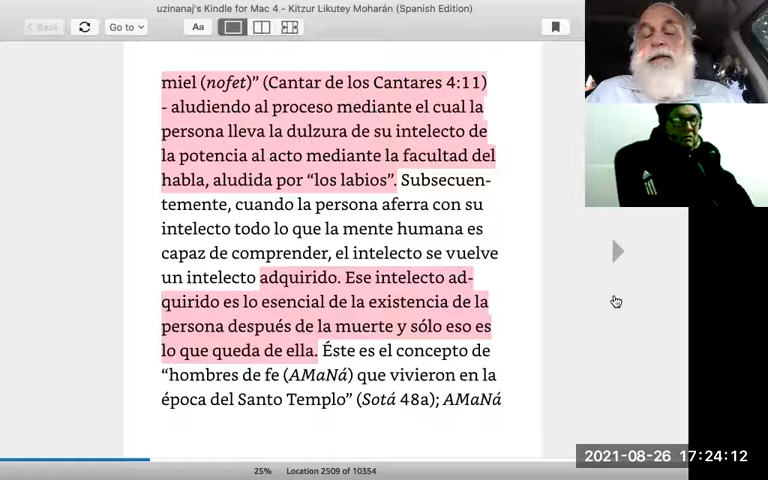 uzinanaj's Kindle for Mac 4 - Kitzur Likutey Moharán (Spanish Edition)
Back
Go to
Aa
miel (nofet)” (Cantar de los Cantares 4:11)
- aludiendo al proceso mediante el cual la
persona lleva la dulzura de su intelecto de
la potencia al acto mediante la facultad del
habla, aludida por “los labios”. Subsecuen-
temente, cuando la persona aferra con su
intelecto todo lo que la mente humana es
capaz de comprender, el intelecto se vuelve
un intelecto adquirido. Ese intelecto ad-
quirido es lo esencial de la existencia de la
persona después de la muerte y sólo eso es
lo que queda de ella. Éste es el concepto de
“hombres de fe (AMaNá) que vivieron en la
época del Santo Templo” (Sotá 48a); AMaNá
25% Location 2509 of 10354
2021-08-26 17:24:12